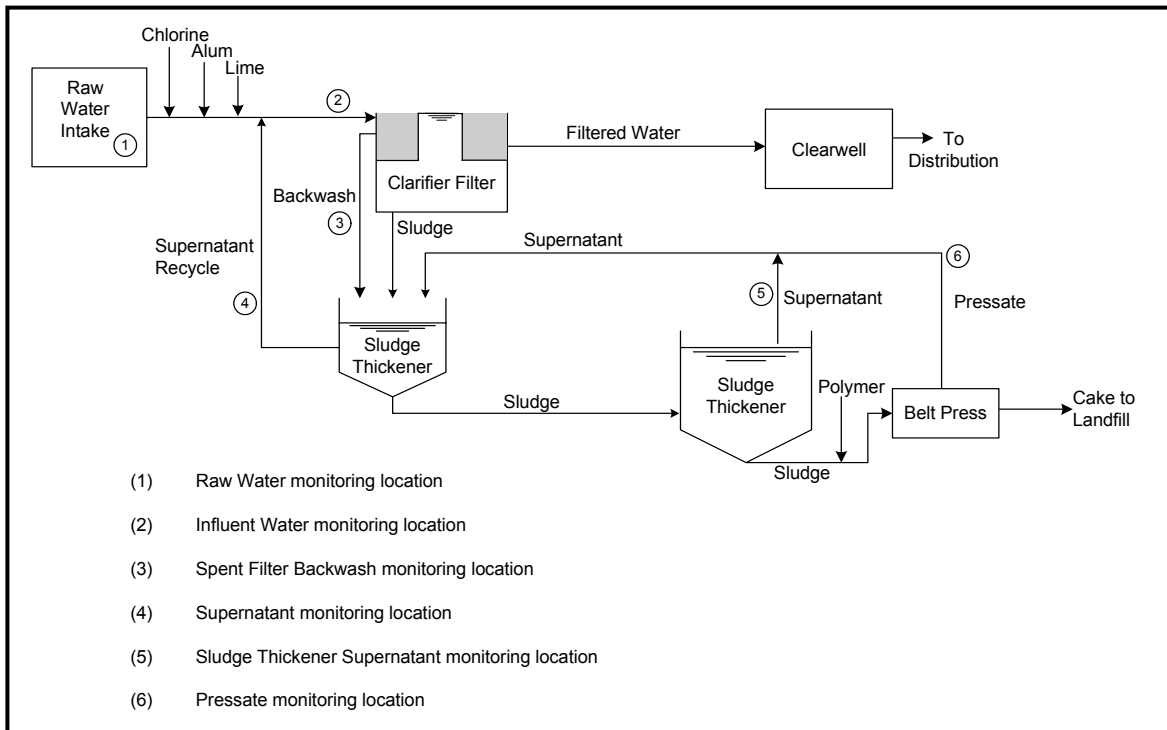 Chlorine
Alum
Lime
Raw
Water
Intake
1
2
Filtered Water
Clearwell
To
Distribution
Clarifier Filter
Backwash
3
Sludge
Supernatant
6
Supernatant
Recycle
4
5
Supernatant
Pressate
Sludge
Thickener
Sludge
Thickener
Polymer
Belt Press
Cake to
Landfill
Sludge
Sludge
(1) Raw Water monitoring location
(2) Influent Water monitoring location
(3) Spent Filter Backwash monitoring location
(4) Supernatant monitoring location
(5) Sludge Thickener Supernatant monitoring location
(6) Pressate monitoring location